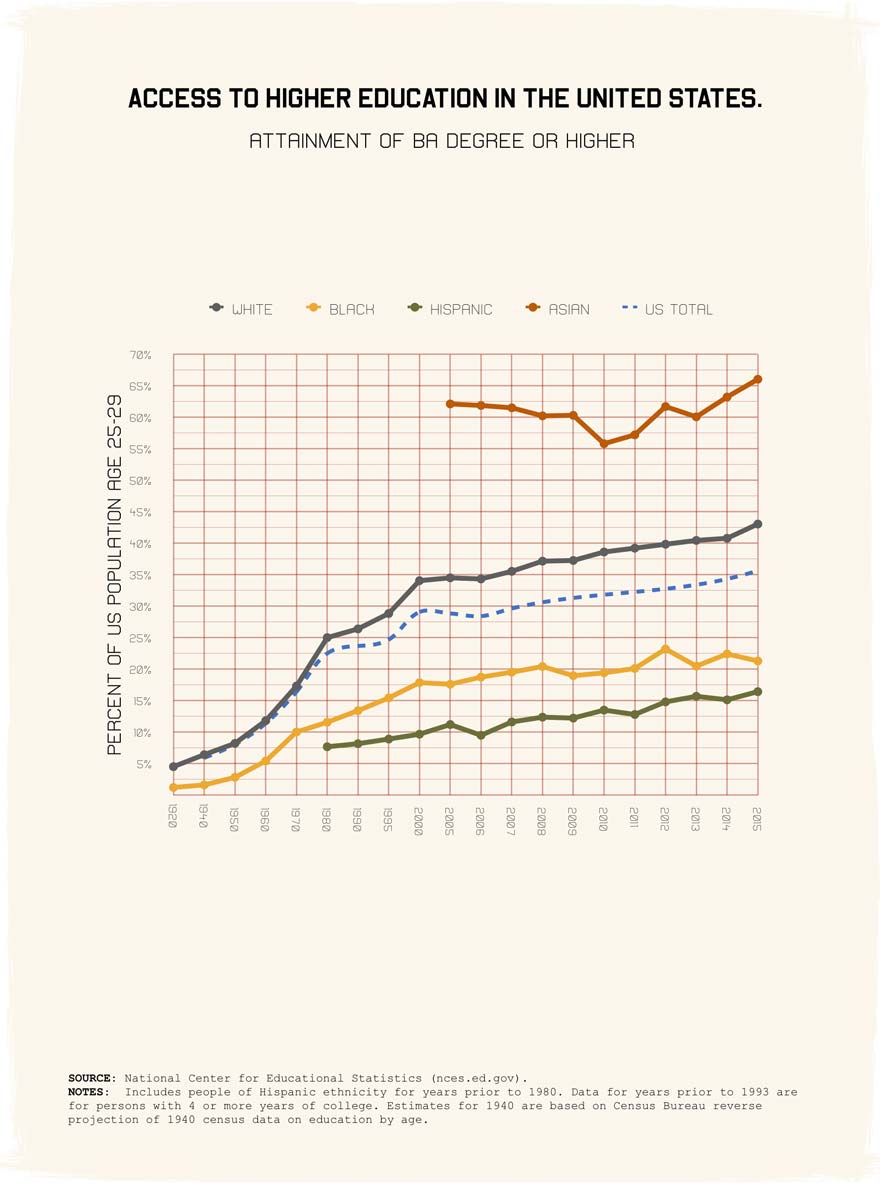 ACCESS TO HIGHER EDUCATION IN THE UNITED STATES.
ATTAINMENT OF BA DEGREE OR HIGHER
WHITE BLACK HISPANIC ASIAN US TOTAL
PERCENT OF US POPULATION AGE 25-29
70%
65%
60%
55%
50%
45%
40%
35%
30%
25%
20%
15%
10%
5%
1920 1940 1950 1960 1970 1980 1990 1995 2000 2005 2006 2007 2008 2009 2010 2011 2012 2013 2014 2015
SOURCE: National Center for Educational Statistics (nces.ed.gov).
NOTES: Includes people of Hispanic ethnicity for years prior to 1980. Data for years prior to 1993 are
for persons with 4 or more years of college. Estimates for 1940 are based on Census Bureau reverse
projection of 1940 census data on education by age.